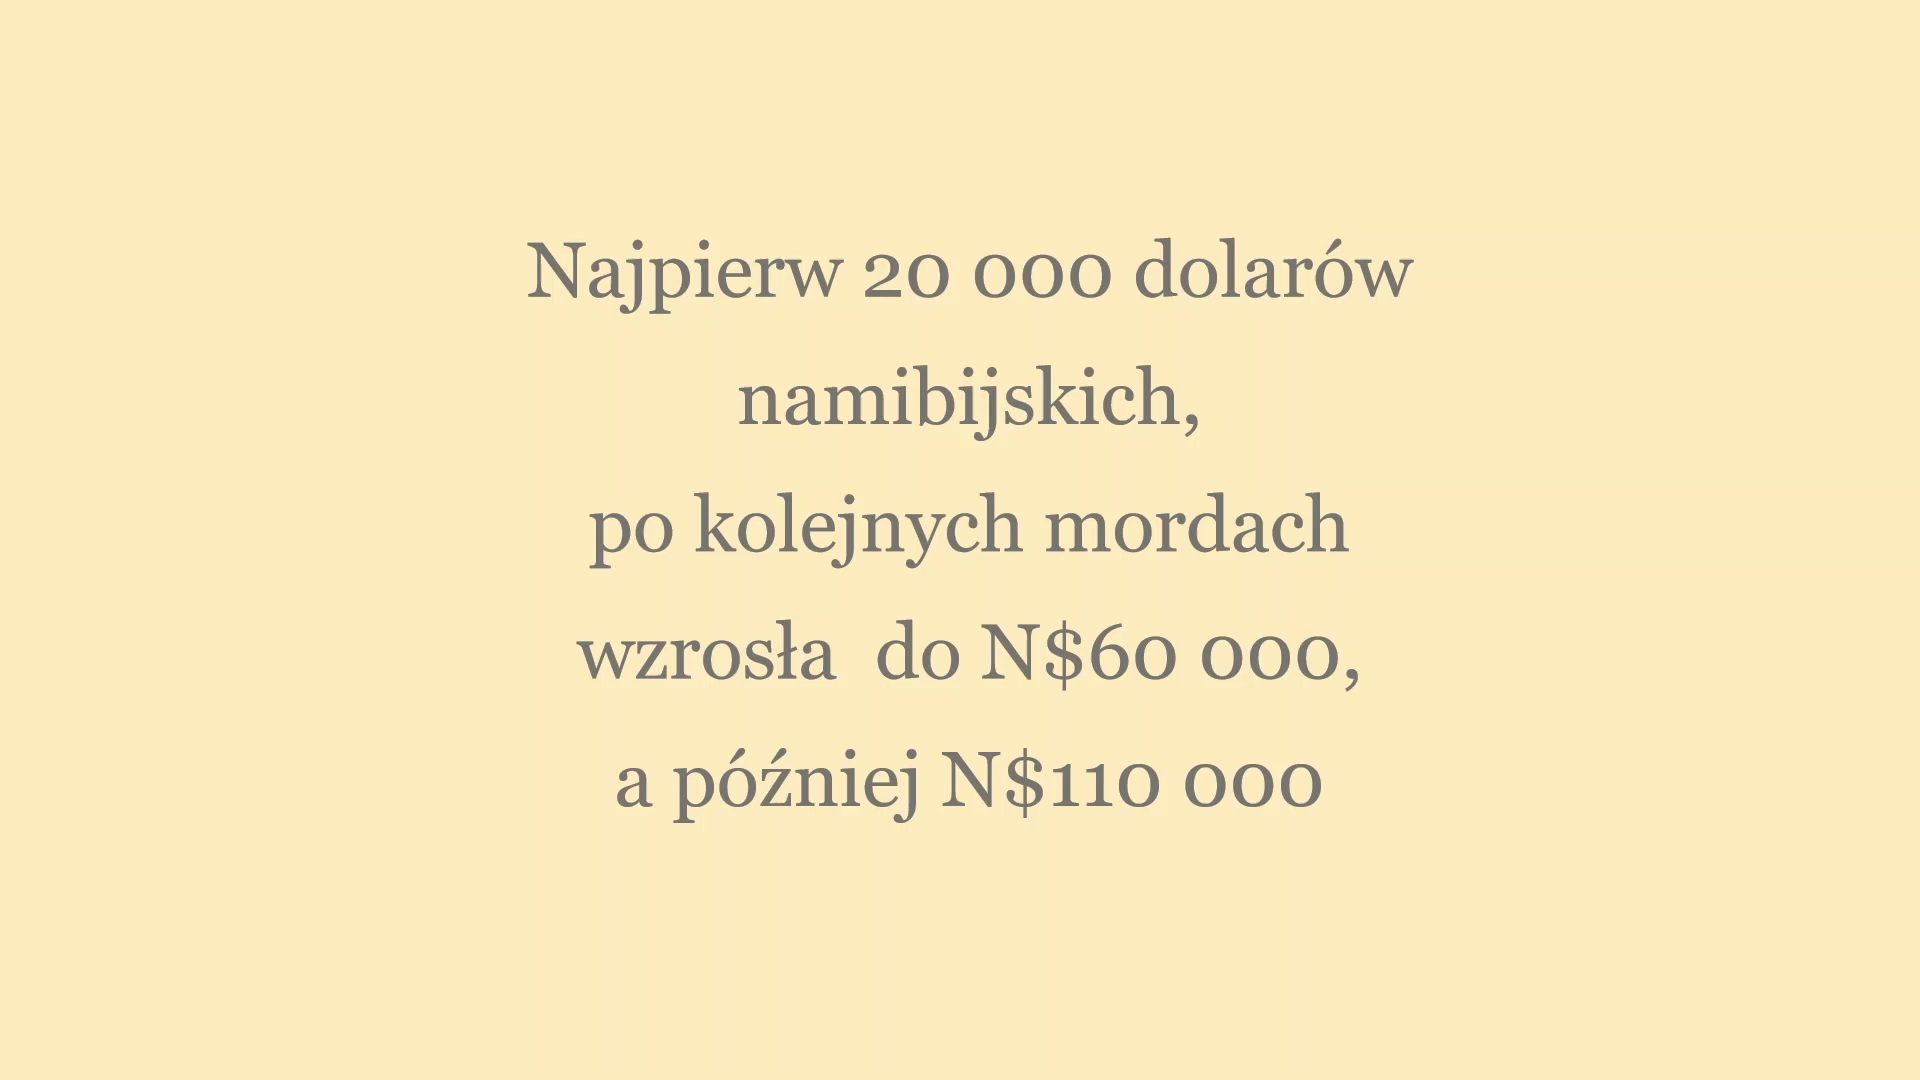 Najpierw 20 000 dolarów
namibijskich,
po kolejnych mordach
wzrosła  do N$60 000,
a później N$110 000